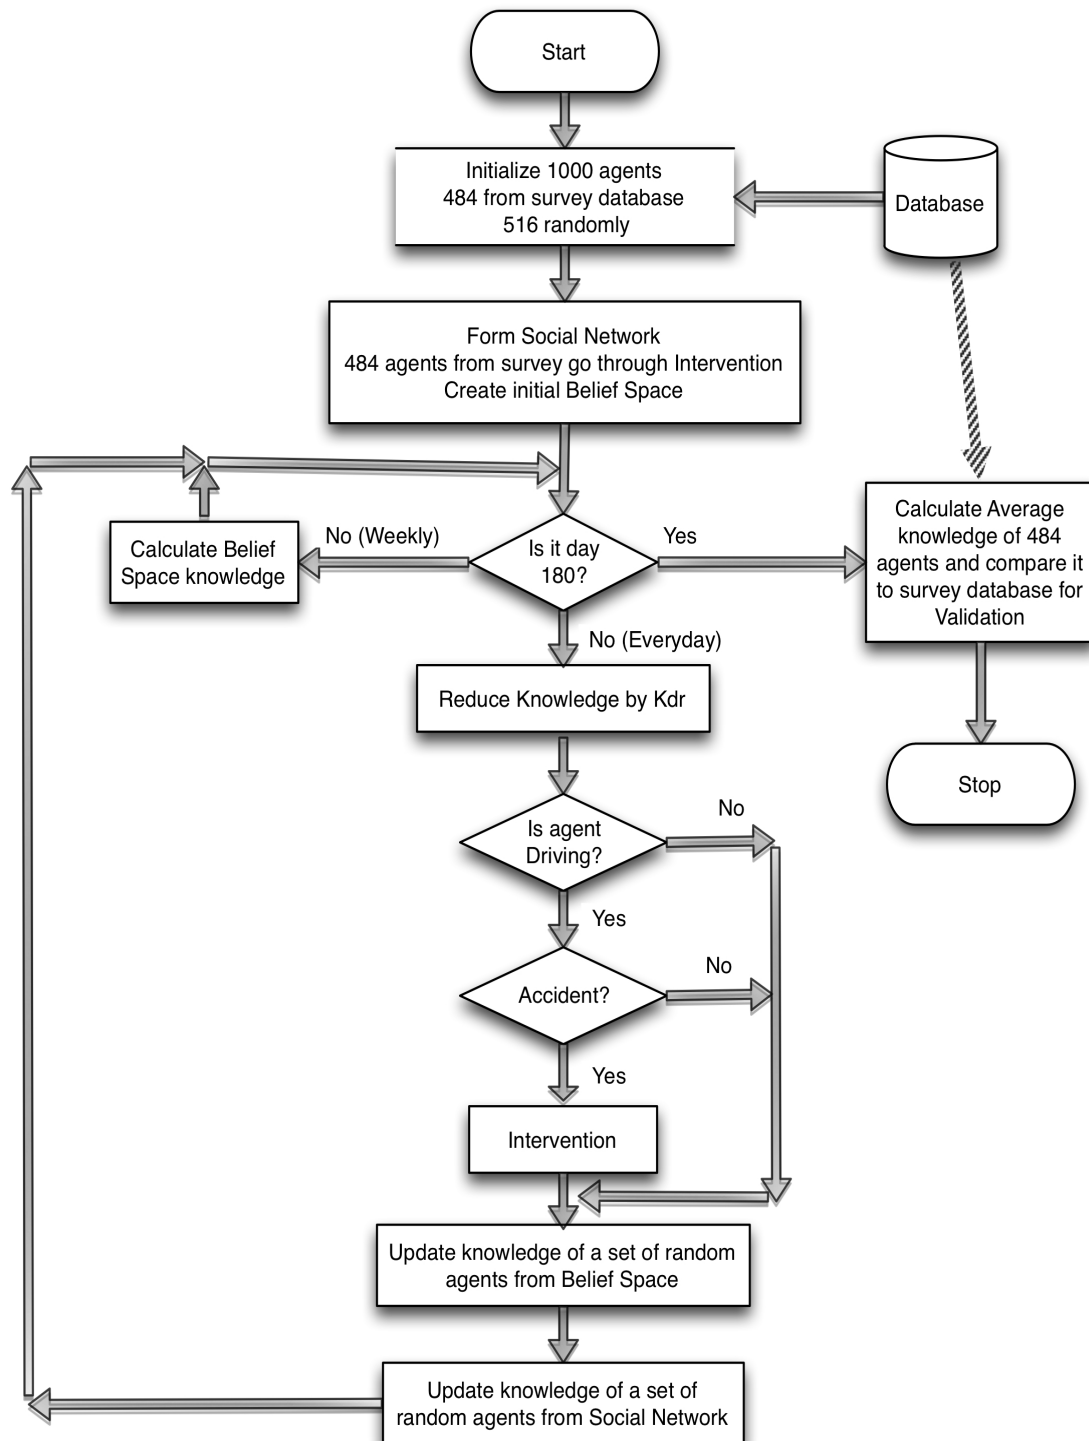 Start
Initialize 1000 agents
484 from survey database
516 randomly
Database
Form Social Network
484 agents from survey go through Intervention
Create initial Belief Space
Calculate Belief
Space knowledge
No (Weekly)
Is it day
180?
Yes
Calculate Average
knowledge of 484
agents and compare it
to survey database for
Validation
No (Everyday)
Reduce Knowledge by Kdr
Stop
Is agent
Driving?
No
Yes
Accident?
No
Yes
Intervention
Update knowledge of a set of random
agents from Belief Space
Update knowledge of a set of
random agents from Social Network